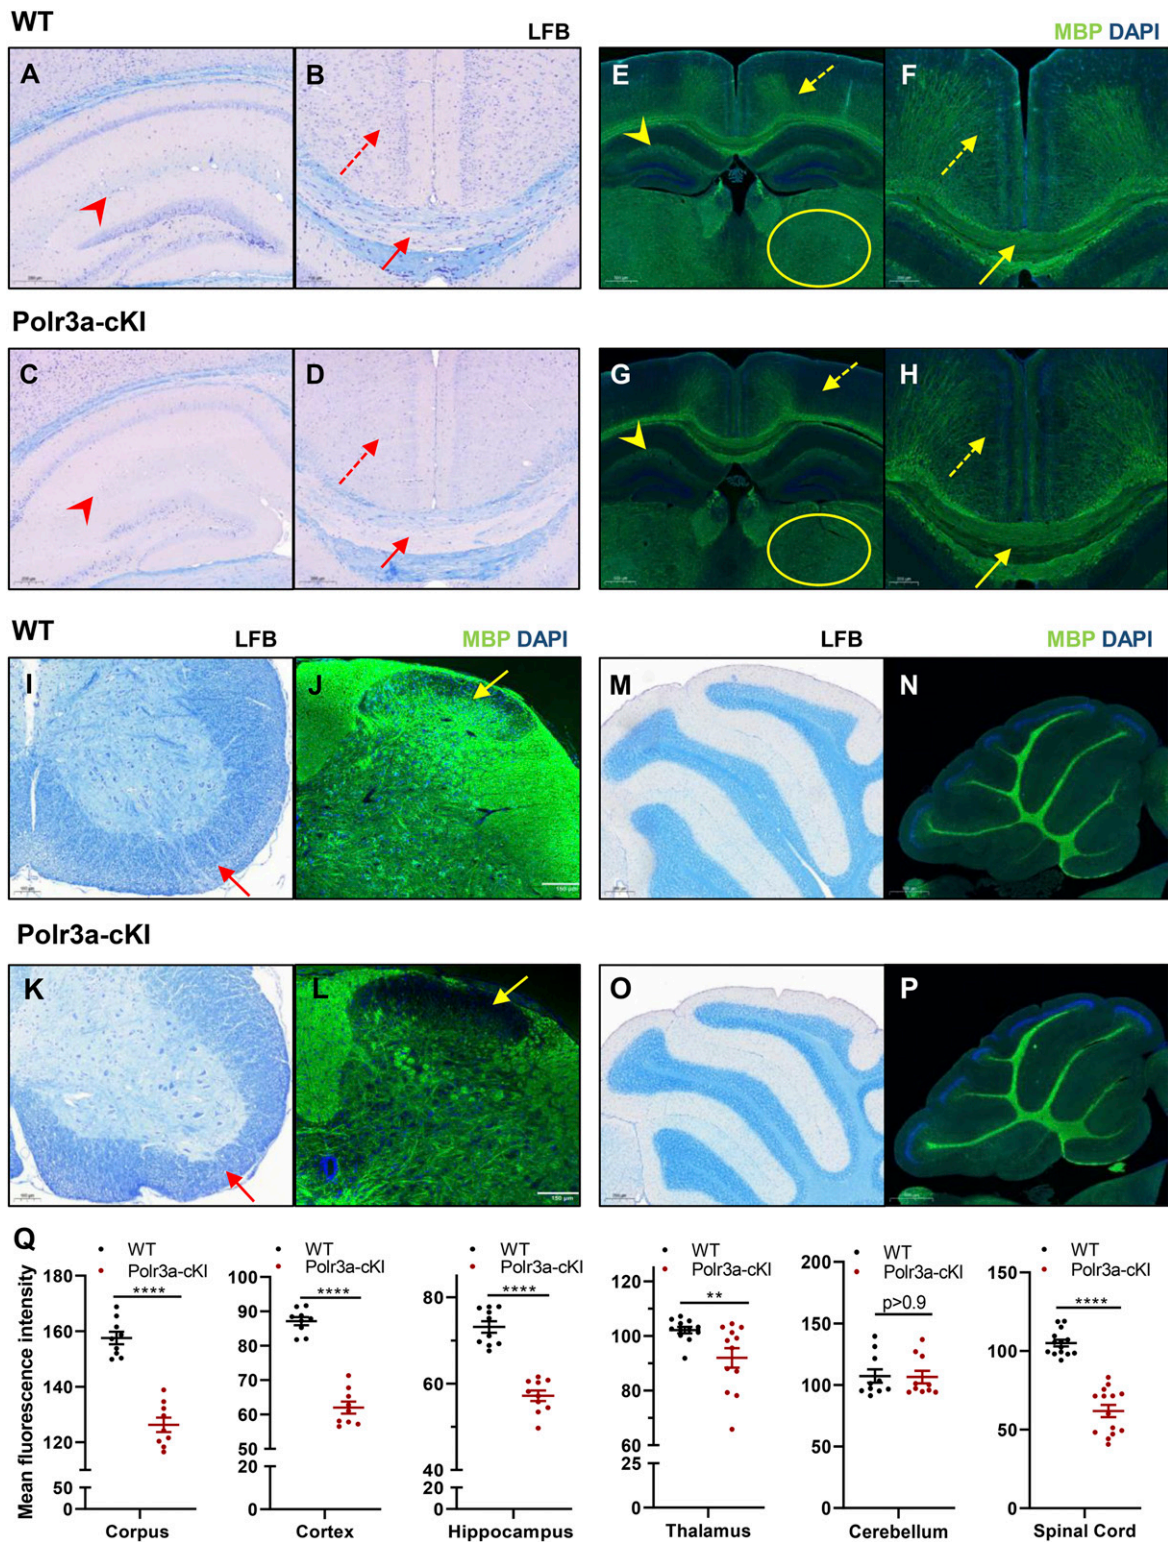 WT
LFB
MBP DAPI
A
B
E
F
Polr3a-cKI
C
D
G
H
WT
LFB
MBP DAPI
LFB
MBP DAPI
I
J
M
N
150 µm
Polr3a-cKI
K
L
O
P
150 µm
Q
Mean fluorescence intensity
WT
Polr3a-cKI
****
180
160
140
120
50
0
Corpus
WT
Polr3a-cKI
****
100
90
80
70
60
50
20
0
Cortex
WT
Polr3a-cKI
****
80
60
40
20
0
Hippocampus
WT
Polr3a-cKI
**
120
100
80
60
25
0
Thalamus
WT
Polr3a-cKI
p>0.9
200
150
100
50
0
Cerebellum
WT
Polr3a-cKI
****
150
100
50
0
Spinal Cord